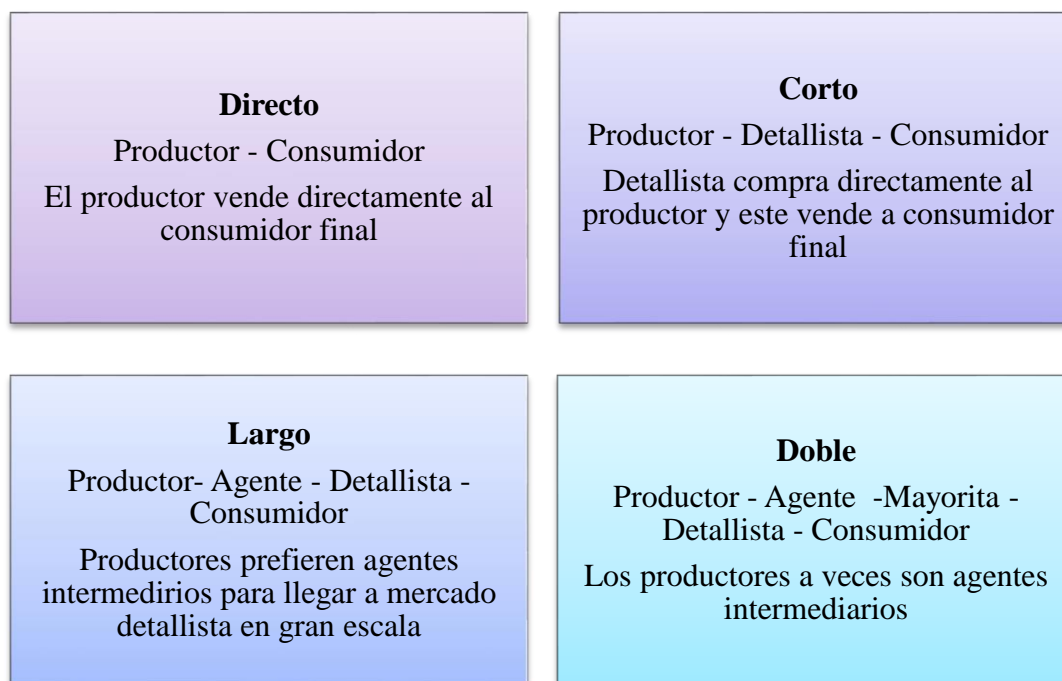 Directo
Productor - Consumidor
El productor vende directamente al
consumidor final
Corto
Productor - Detallista - Consumidor
Detallista compra directamente al
productor y este vende a consumidor
final
Largo
Productor- Agente - Detallista -
Consumidor
Productores prefieren agentes
intermedirios para llegar a mercado
detallista en gran escala
Doble
Productor - Agente -Mayorita -
Detallista - Consumidor
Los productores a veces son agentes
intermediarios